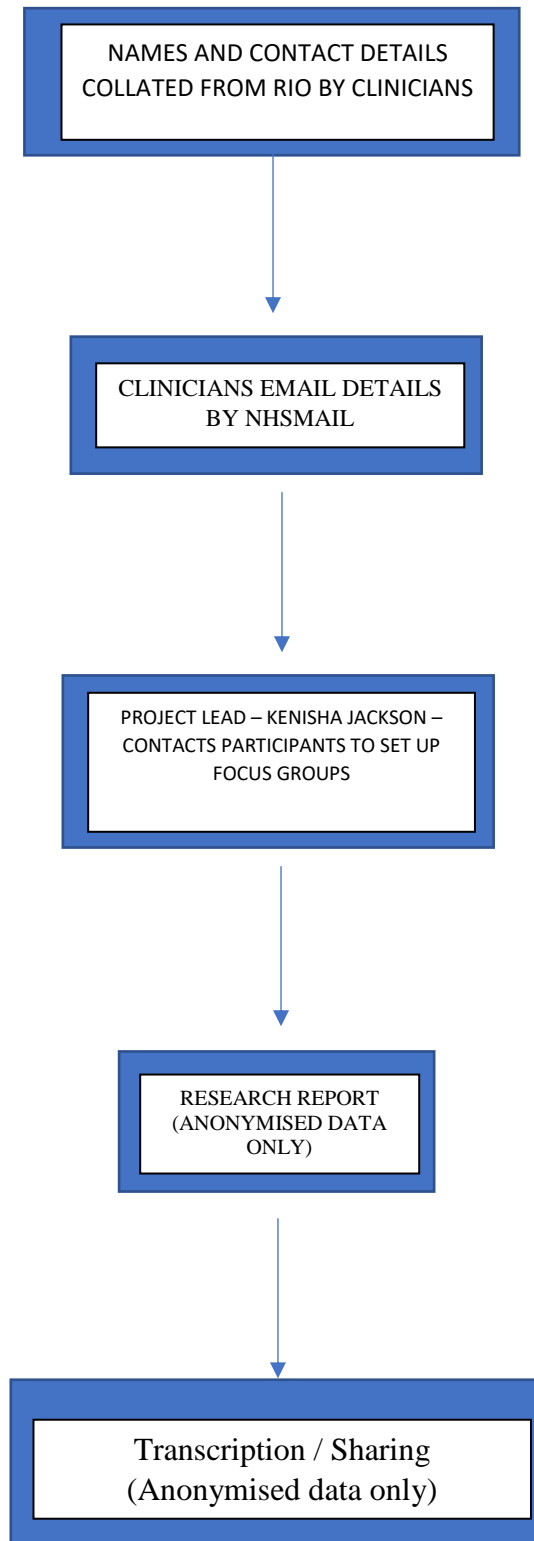 NAMES AND CONTACT DETAILS
COLLATED FROM RIO BY CLINICIANS
CLINICIANS EMAIL DETAILS
BY NHSMAIL
PROJECT LEAD – KENISHA JACKSON –
CONTACTS PARTICIPANTS TO SET UP
FOCUS GROUPS
RESEARCH REPORT
(ANONYMISED DATA
ONLY)
Transcription / Sharing
(Anonymised data only)